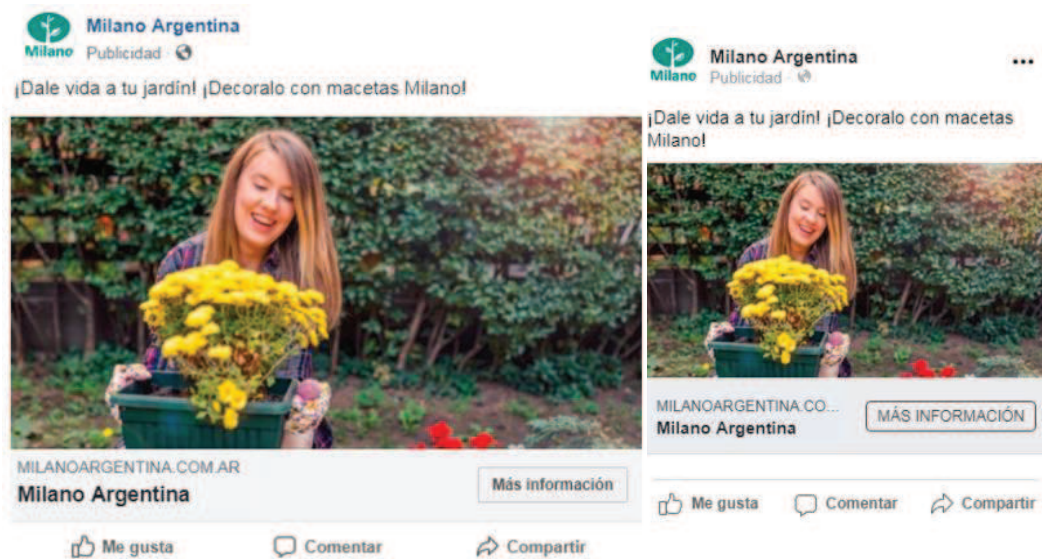 Milano
Milano Argentina
Publicidad
¡Dale vida a tu jardín! ¡Decoralo con macetas Milano!
MILANOARGENTINA.COM.AR
Milano Argentina
Más información
Me gusta
Comentar
Compartir
Milano
Milano Argentina
Publicidad
¡Dale vida a tu jardín! ¡Decoralo con macetas
Milano!
MILANOARGENTINA.CO...
Milano Argentina
MÁS INFORMACIÓN
Me gusta
Comentar
Compartir